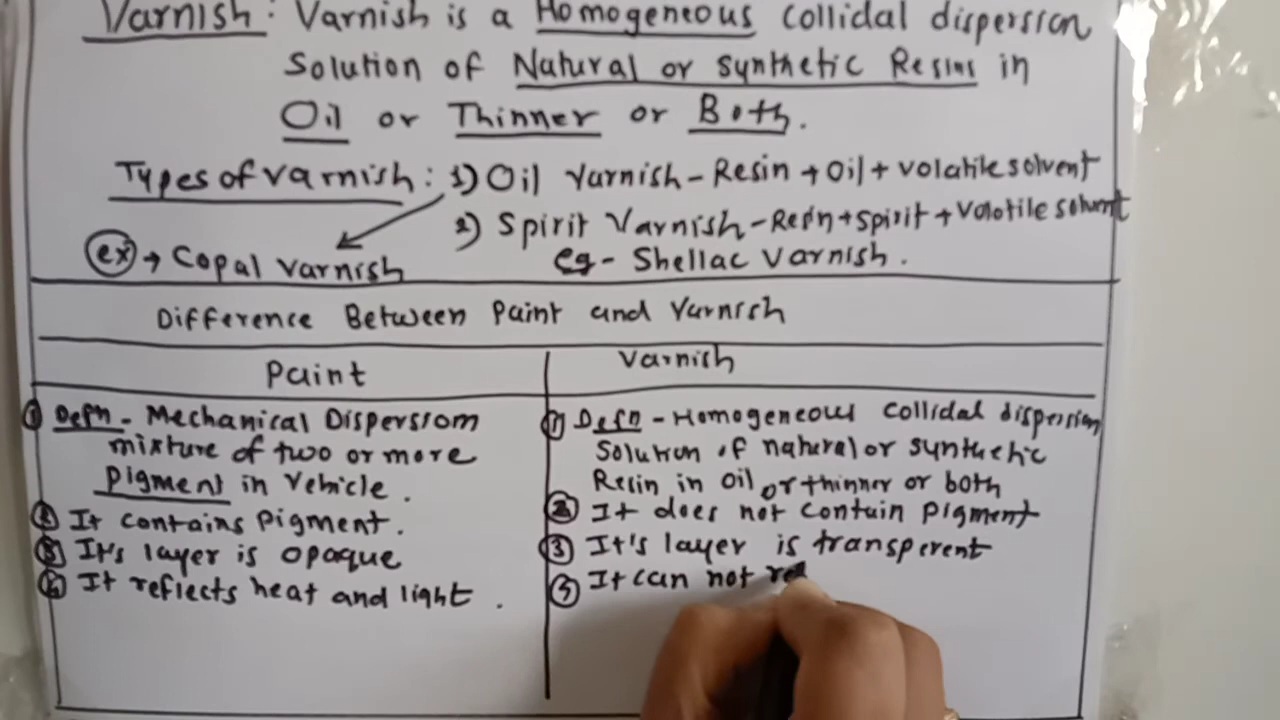 Varnish : Varnish is a Homogeneous collidal dispersion
Solution of Natural or synthetic Resins in
Oil or Thinner or Both.
Types of varnish : 1) Oil Varnish - Resin + Oil + volatile solvent
2) Spirit Varnish - Resin + spirit + Volatile solvent
ex → Copal varnish
eg - Shellac varnish.
Difference Between Paint and Varnish
Paint
Varnish
① Defn - Mechanical Disperssion
mixture of two or more
pigment in vehicle.
② It contains pigment.
③ It's layer is opaque
④ It reflects heat and light.
① Defn - Homogeneous collidal dispersion
Solution of natural or synthetic
Resin in oil or thinner or both
② It does not contain pigment
③ It's layer is transperent
It can not